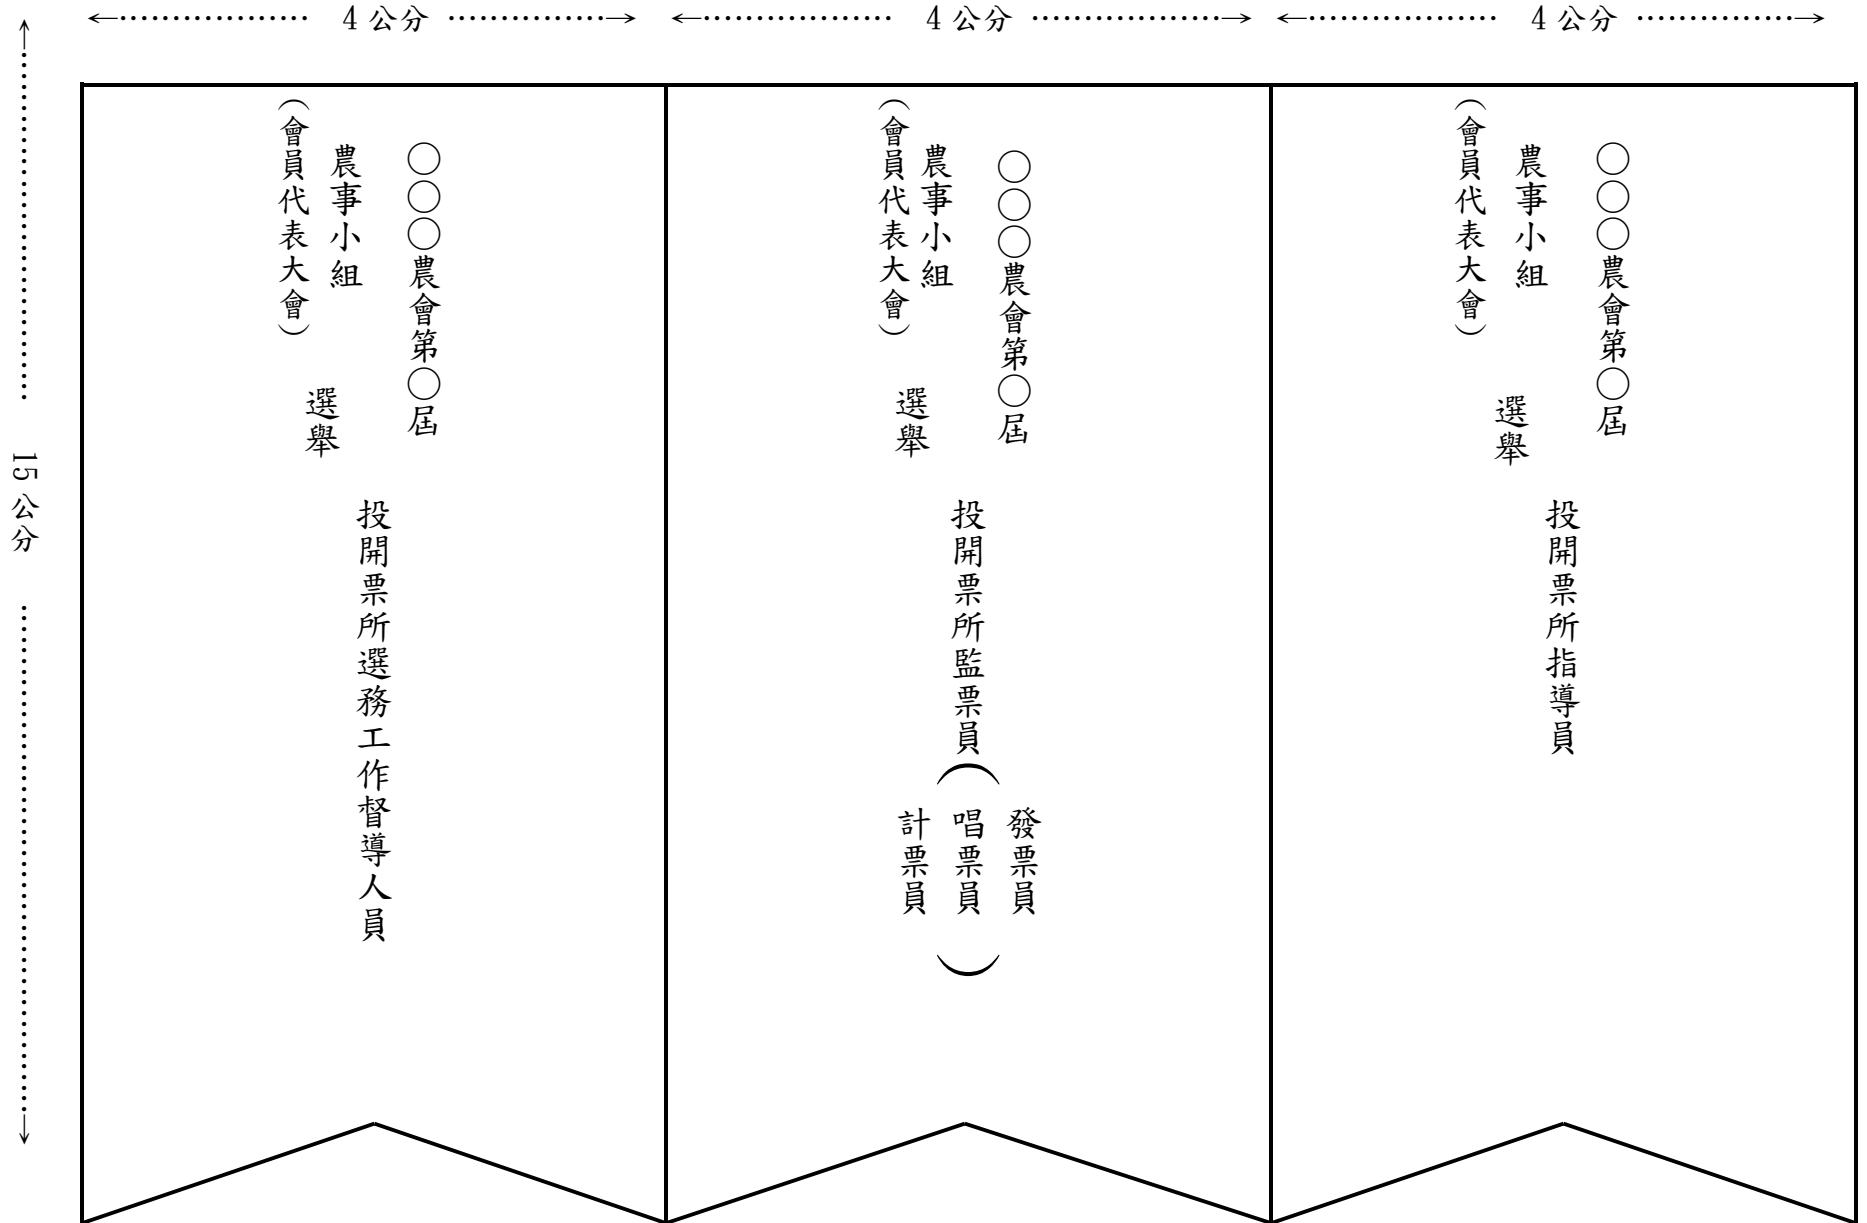 4公分
4公分
4公分
15公分
○○○農會第○屆
農事小組
(會員代表大會)
選舉
投開票所指導員
○○○農會第○屆
農事小組
(會員代表大會)
選舉
投開票所監票員(
發票員
唱票員
計票員
)
○○○農會第○屆
農事小組
(會員代表大會)
選舉
投開票所選務工作督導人員